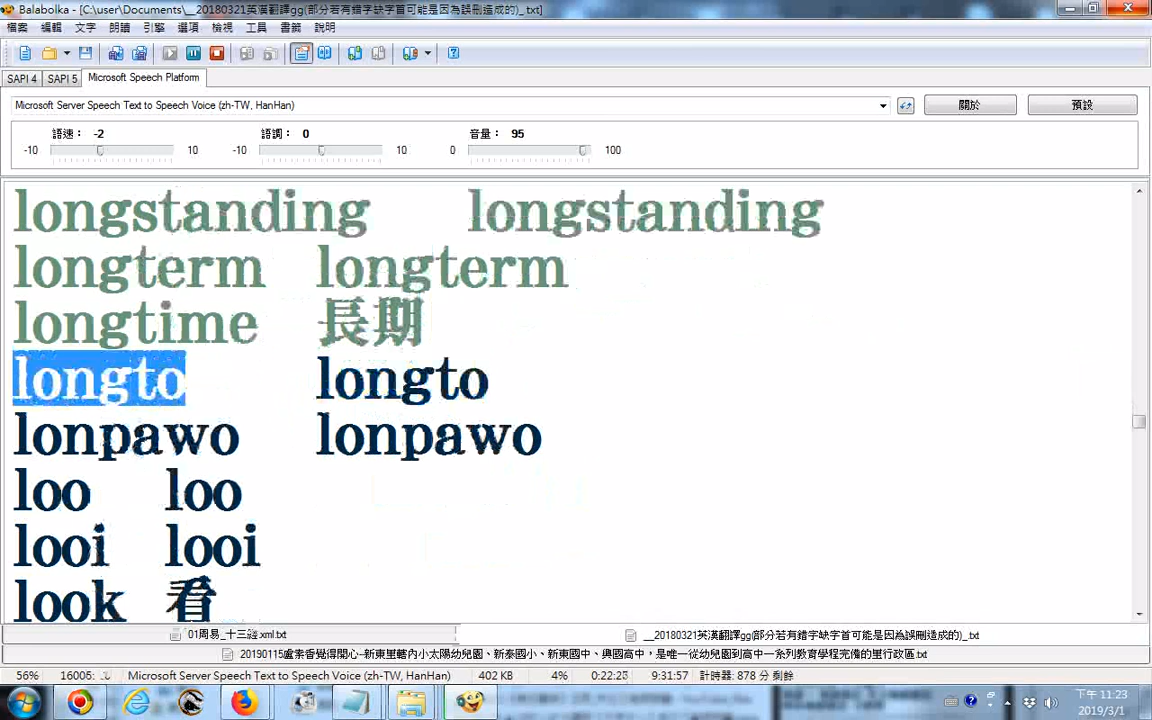 Balabolka - [C:\user\Documents\__20180321英漢翻譯gg(部分若有錯字缺字首可能是因為誤刪造成的)_.txt]
檔案 編輯 文字 朗讀 引擎 選項 檢視 工具 書籤 說明
SAPI 4 SAPI 5 Microsoft Speech Platform
Microsoft Server Speech Text to Speech Voice (zh-TW, HanHan) 關於 預設
語速： -2 語調： 0 音量： 95
-10 10 -10 10 0 100
longstanding longstanding
longterm longterm
longtime 長期
longto longto
lonpawo lonpawo
loo loo
looi looi
look 看
01周易_十三經.xml.txt __20180321英漢翻譯gg(部分若有錯字缺字首可能是因為誤刪造成的)_.txt
20190115盧素香覺得開心-新東里轄內小太陽幼兒園、新泰國小、新東國中、興國高中，是唯一從幼兒園到高中一系列教育學程完備的里行政區.txt
56% 16005: Microsoft Server Speech Text to Speech Voice (zh-TW, HanHan) 402 KB 4% 0:22:23 9:31:57 計時器: 878 分 剩餘
下午 11:23
2019/3/1